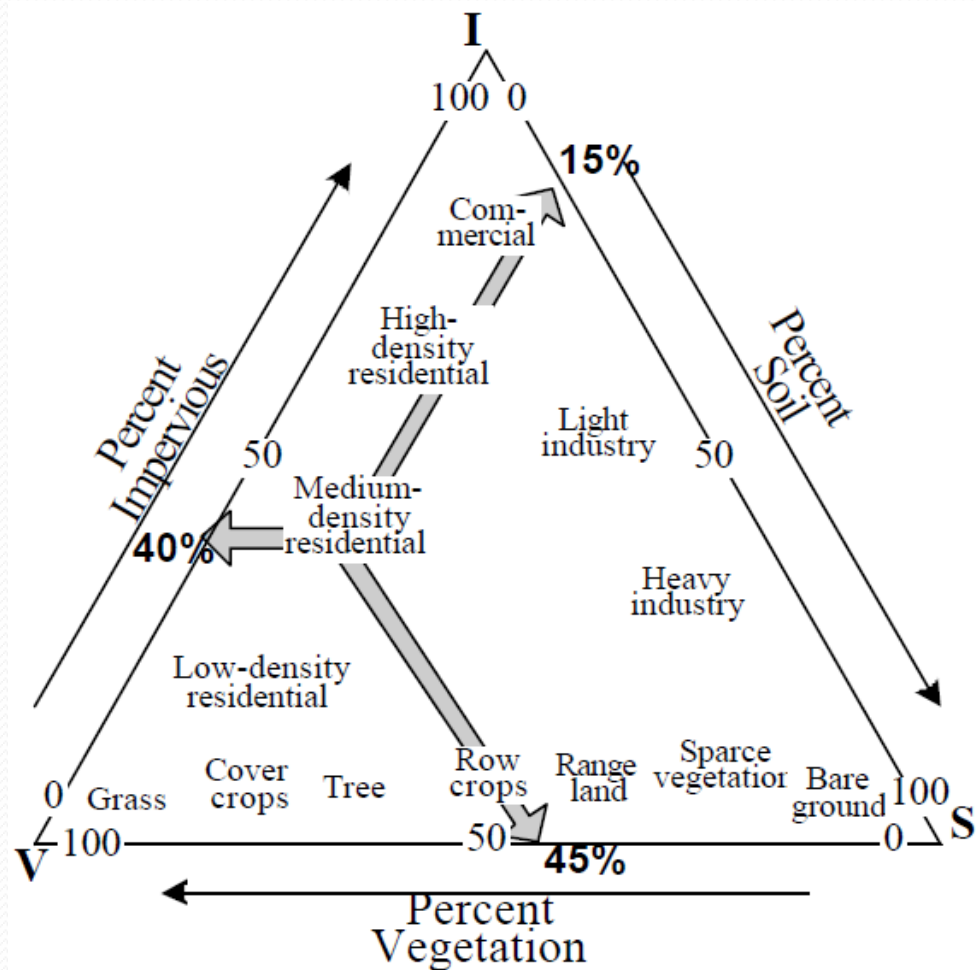 I
100 0
15%
Com-
mercial
High-
density
residential
Percent
Impervious
Percent
Soil
Light
industry
50
50
Medium-
density
residential
40%
Heavy
industry
Low-density
residential
0
Grass
Cover
crops
Tree
Row
crops
Range
land
Sparce
vegetation
Bare
ground
100
V
100
50
45%
0
S
Percent
Vegetation